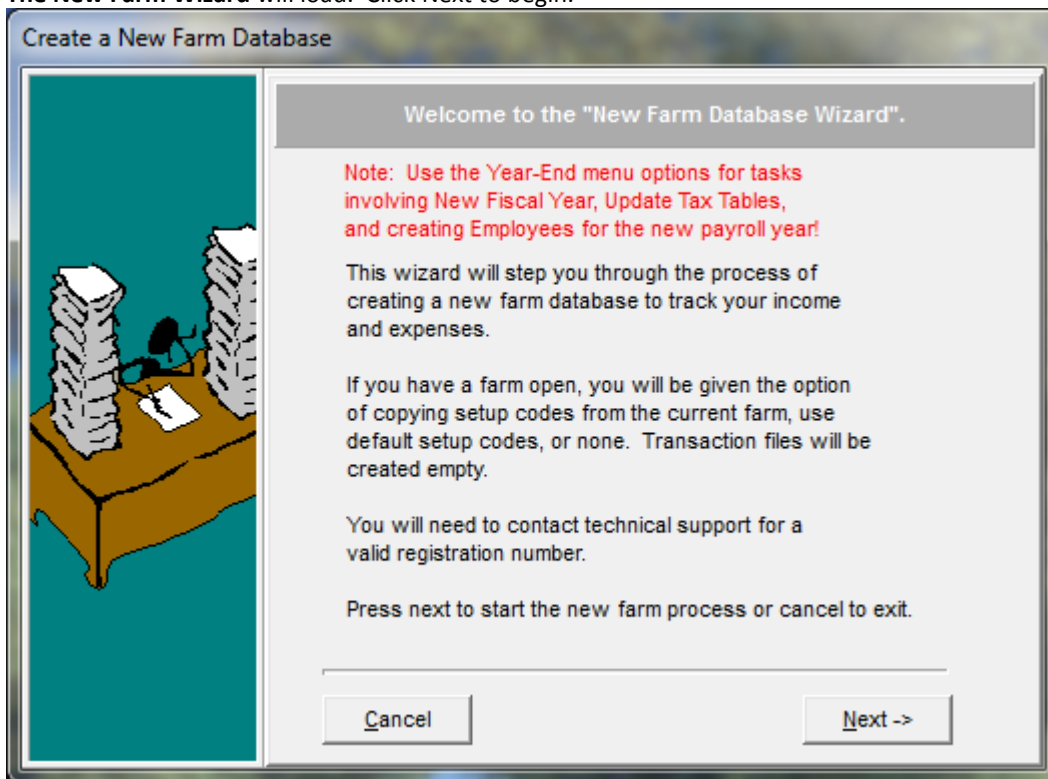 The New Farm Wizard will load. Click Next to begin.
Create a New Farm Database
Welcome to the "New Farm Database Wizard".
Note: Use the Year-End menu options for tasks
involving New Fiscal Year, Update Tax Tables,
and creating Employees for the new payroll year!
This wizard will step you through the process of
creating a new farm database to track your income
and expenses.
If you have a farm open, you will be given the option
of copying setup codes from the current farm, use
default setup codes, or none. Transaction files will be
created empty.
You will need to contact technical support for a
valid registration number.
Press next to start the new farm process or cancel to exit.
Cancel
Next ->